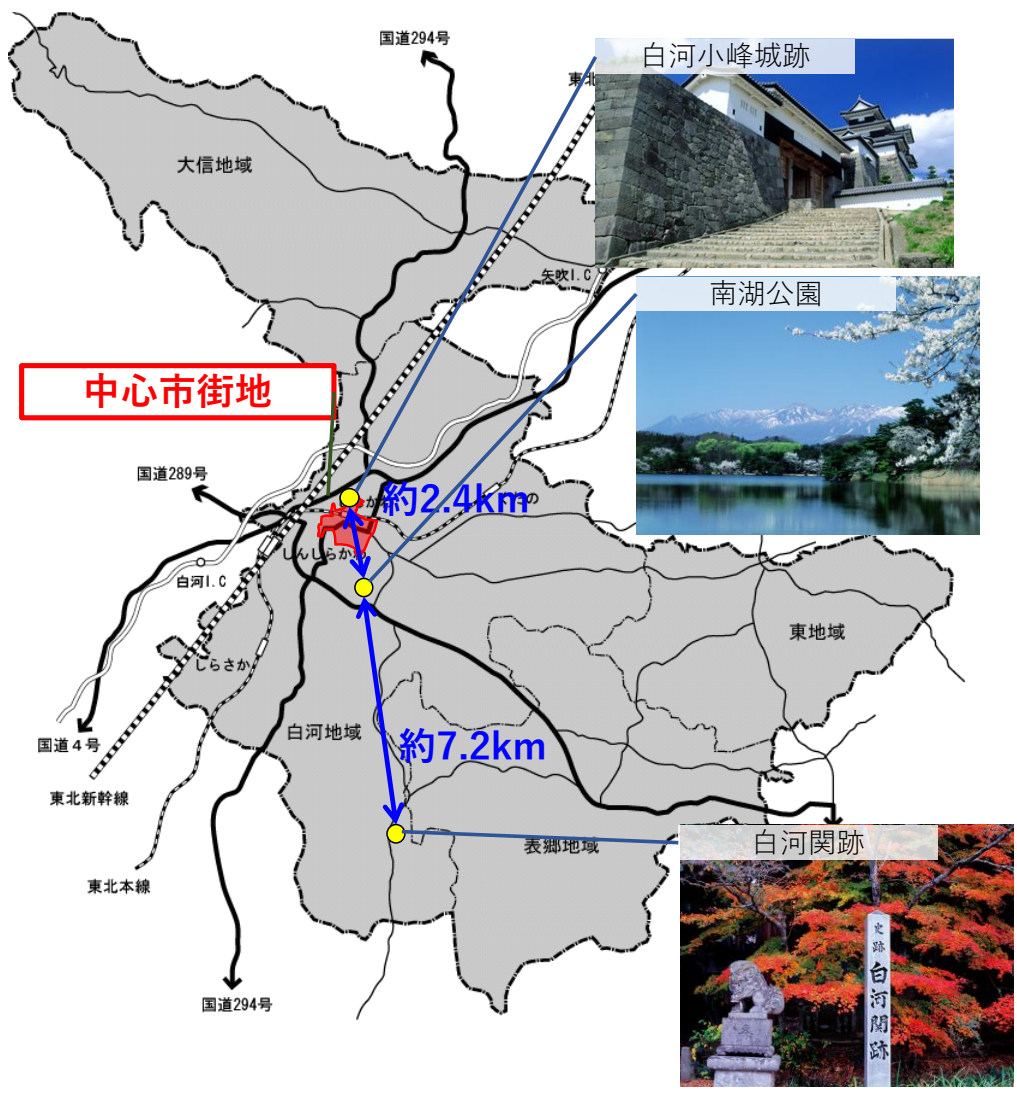 国道294号
白河小峰城跡
東北
大信地域
矢吹I.C
南湖公園
中心市街地
国道289号
約2.4km
しんしらかわ
白河I.C
東地域
しらさか
白河地域
国道4号
約7.2km
東北新幹線
白河関跡
表郷地域
東北本線
史跡
白河関跡
国道294号